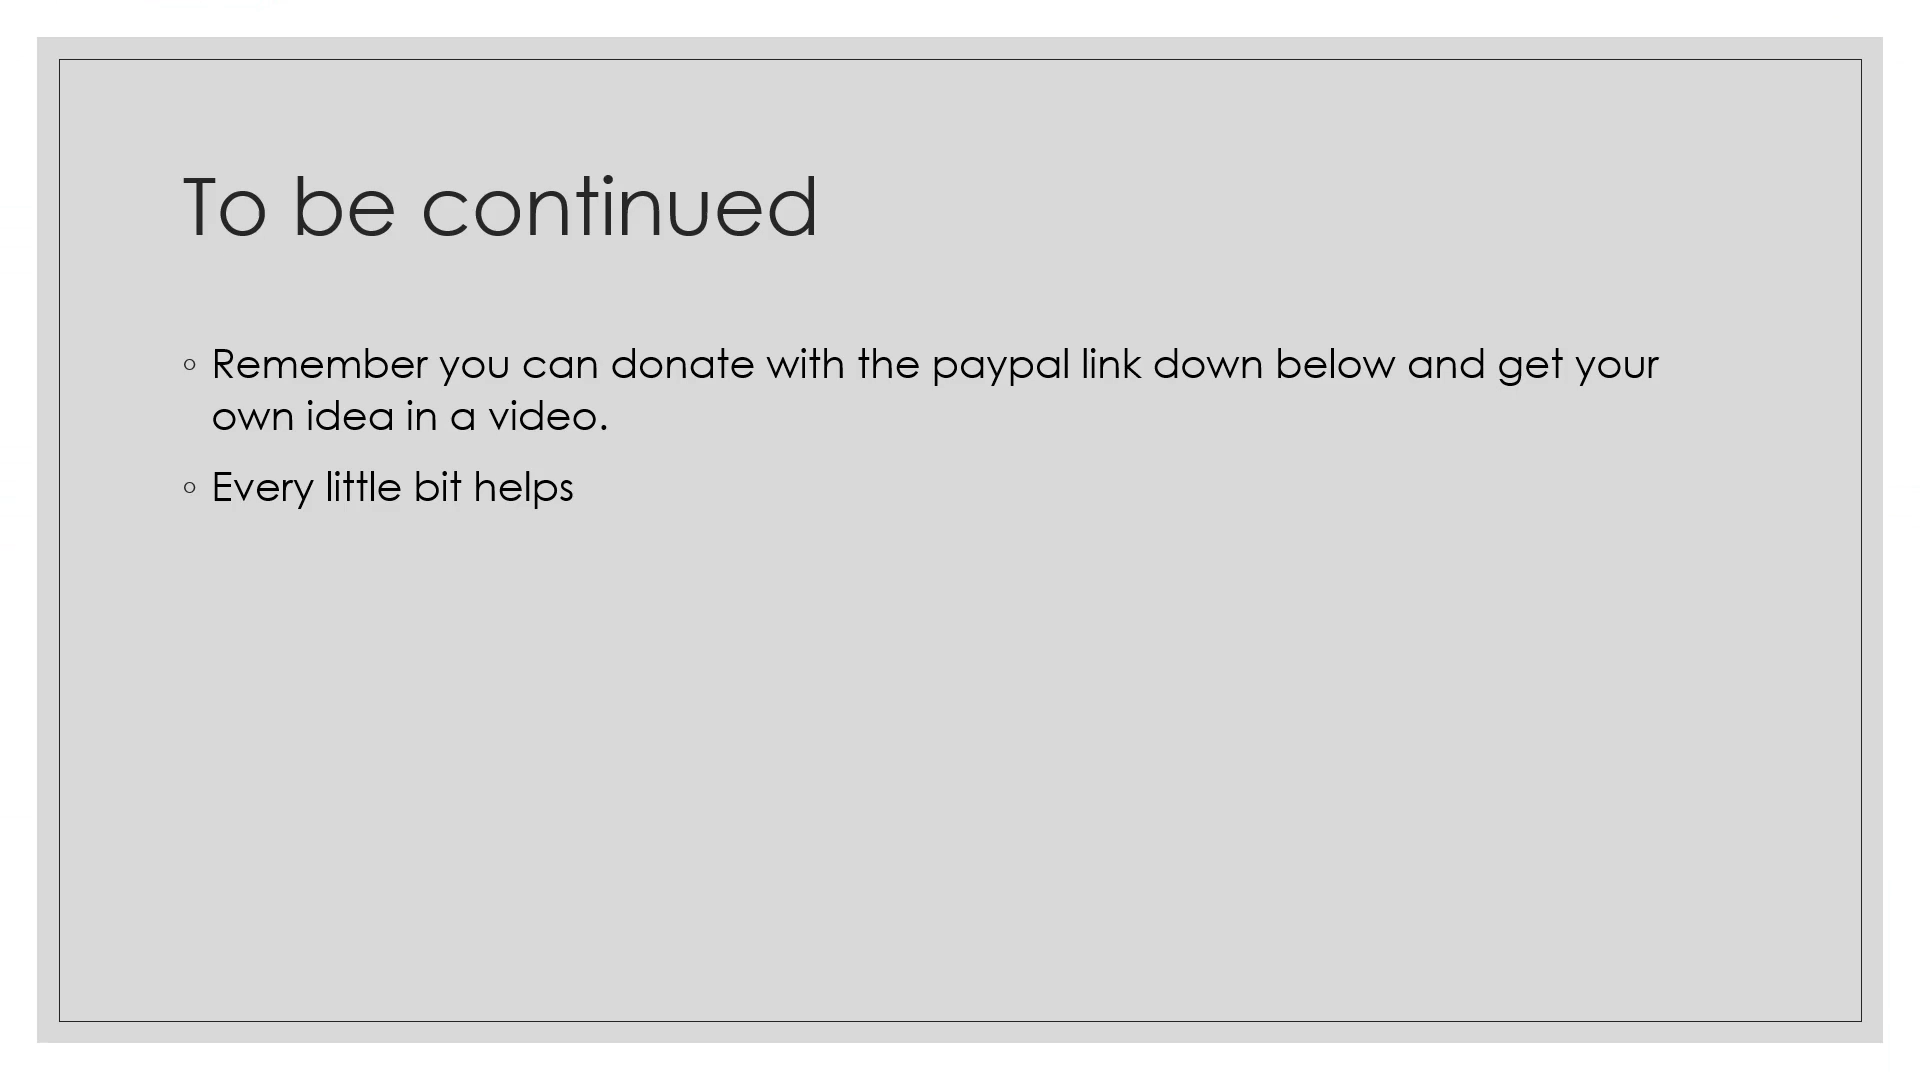 To be continued
◦ Remember you can donate with the paypal link down below and get your
own idea in a video.
◦ Every little bit helps